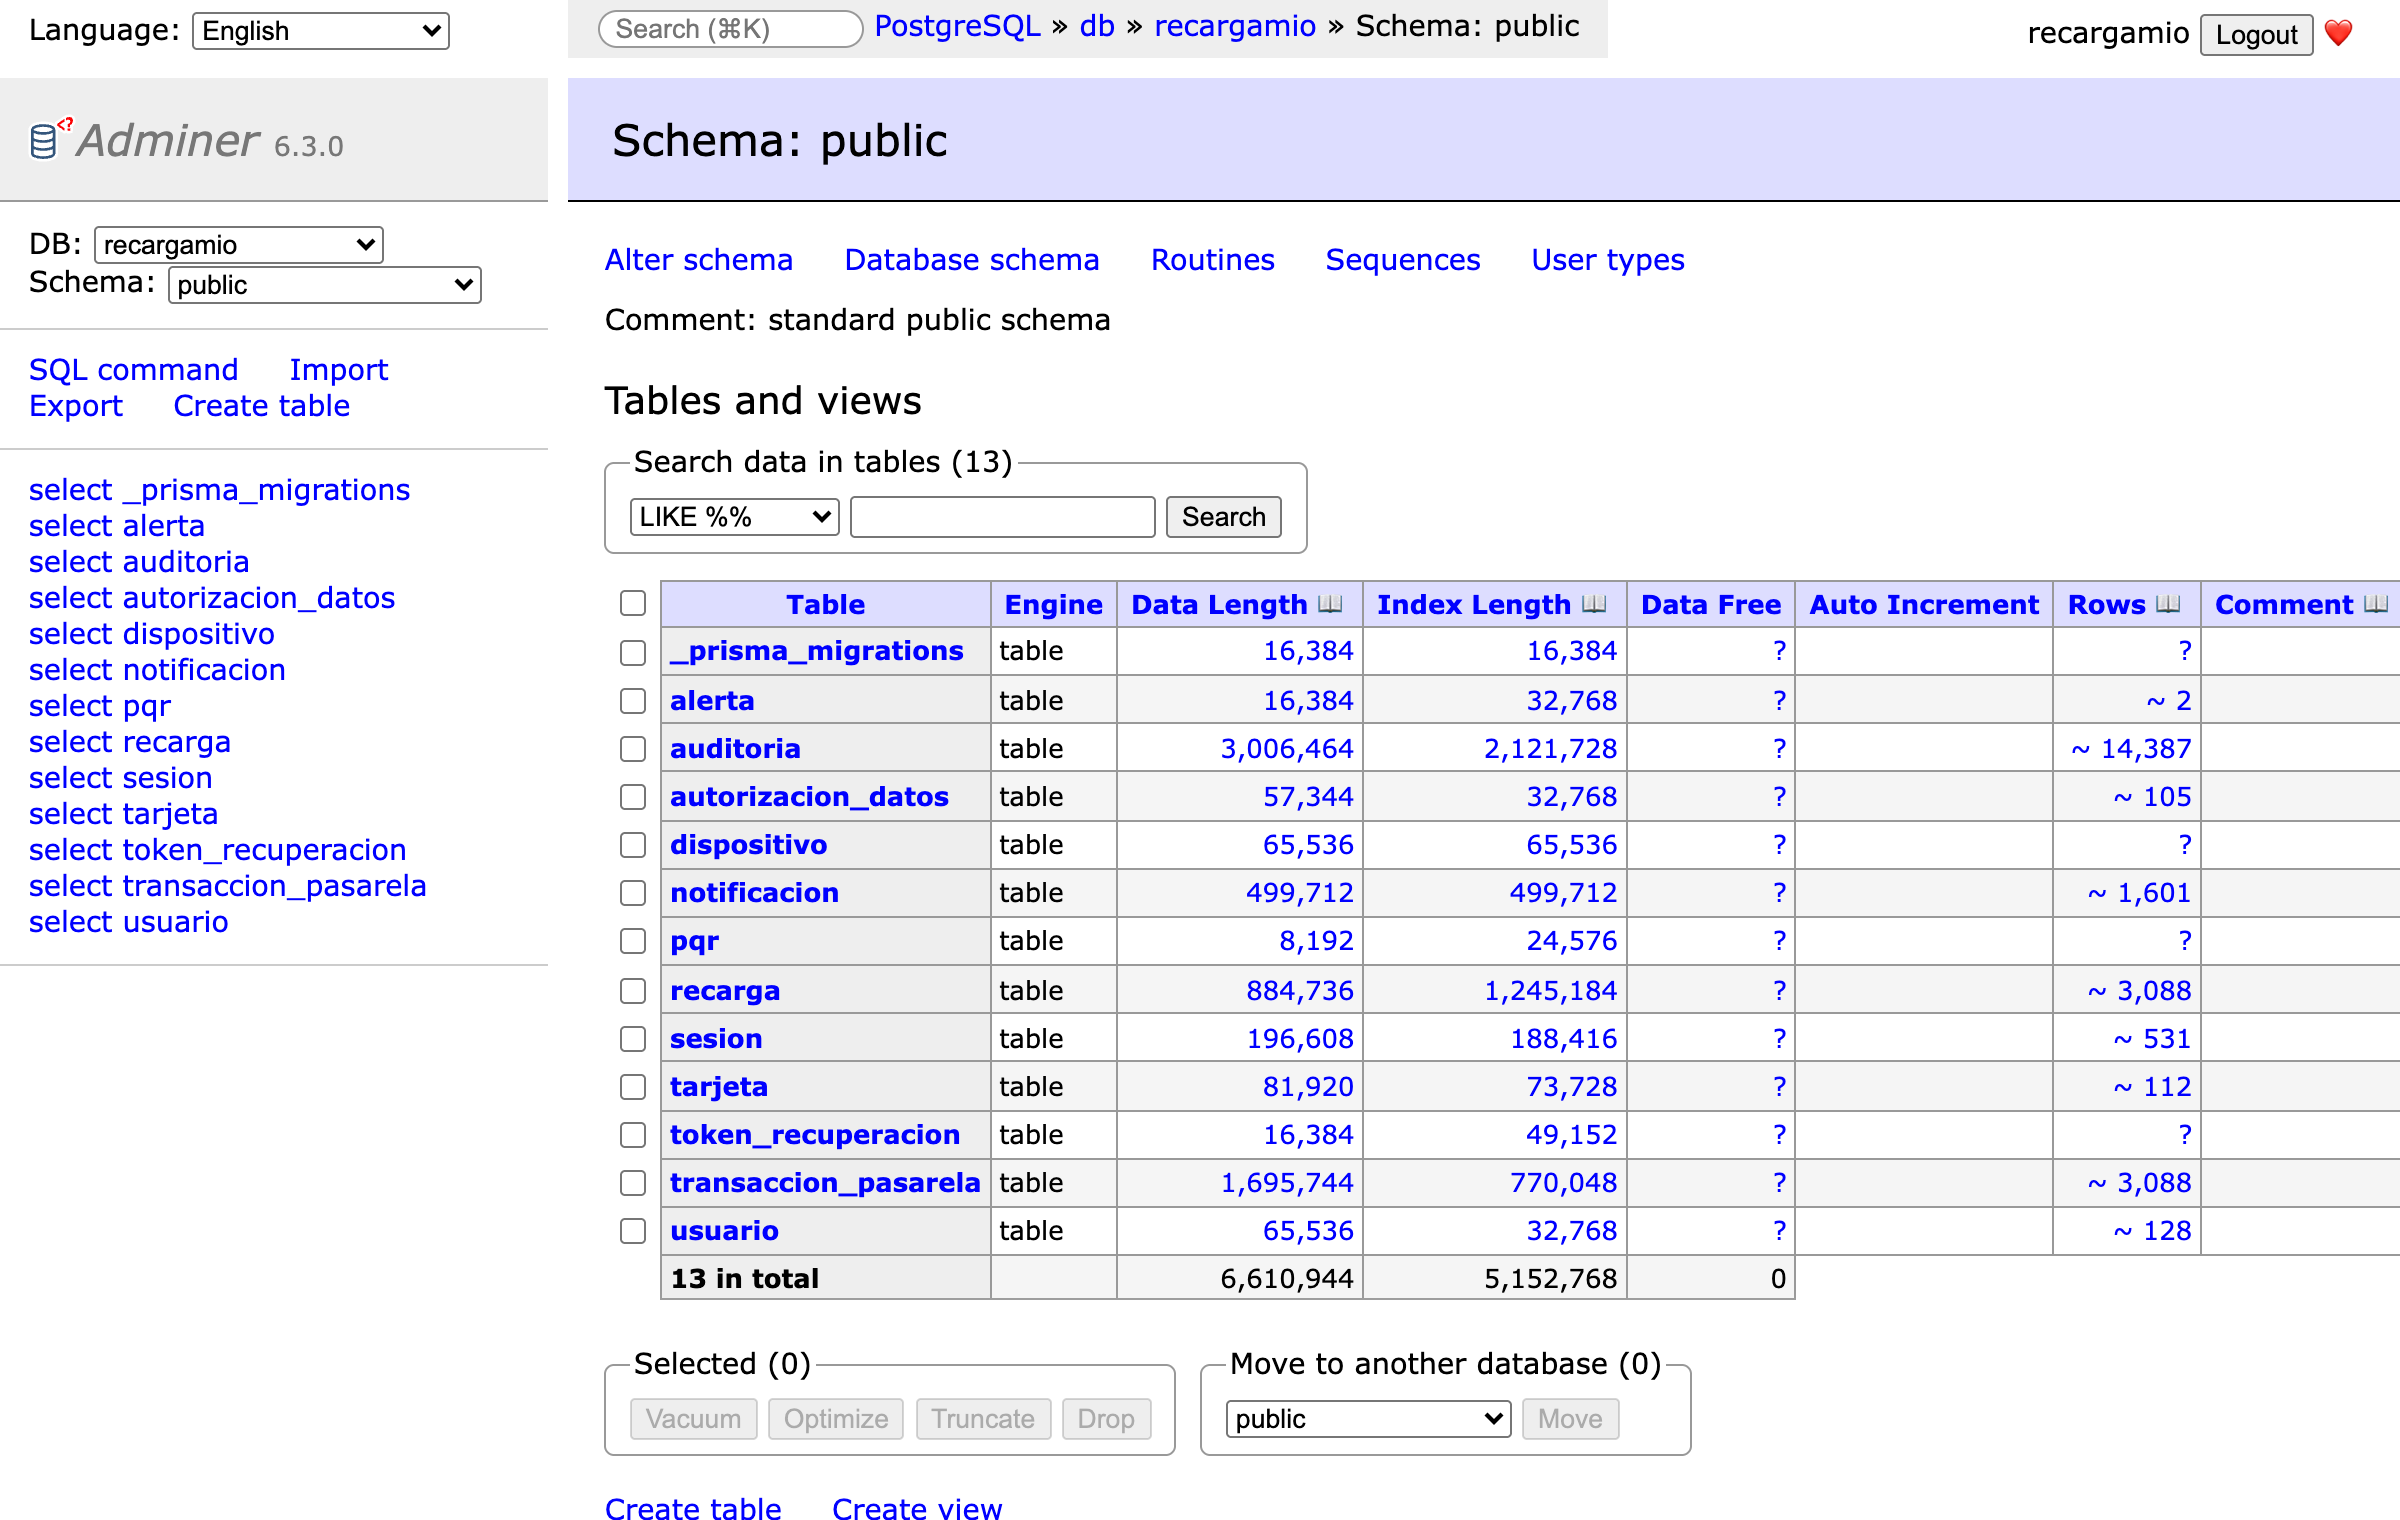 Language: English
Search (⌘K) PostgreSQL » db » recargamio » Schema: public
recargamio Logout ❤️
Adminer 6.3.0
Schema: public
DB: recargamio
Schema: public
SQL command Import
Export Create table
select _prisma_migrations
select alerta
select auditoria
select autorizacion_datos
select dispositivo
select notificacion
select pqr
select recarga
select sesion
select tarjeta
select token_recuperacion
select transaccion_pasarela
select usuario
Alter schema Database schema Routines Sequences User types
Comment: standard public schema
Tables and views
Search data in tables (13)
LIKE %% Search
Table Engine Data Length Index Length Data Free Auto Increment Rows Comment
_prisma_migrations table 16,384 16,384 ? ?
alerta table 16,384 32,768 ? ~ 2
auditoria table 3,006,464 2,121,728 ? ~ 14,387
autorizacion_datos table 57,344 32,768 ? ~ 105
dispositivo table 65,536 65,536 ? ?
notificacion table 499,712 499,712 ? ~ 1,601
pqr table 8,192 24,576 ? ?
recarga table 884,736 1,245,184 ? ~ 3,088
sesion table 196,608 188,416 ? ~ 531
tarjeta table 81,920 73,728 ? ~ 112
token_recuperacion table 16,384 49,152 ? ?
transaccion_pasarela table 1,695,744 770,048 ? ~ 3,088
usuario table 65,536 32,768 ? ~ 128
13 in total 6,610,944 5,152,768 0
Selected (0)
Vacuum Optimize Truncate Drop
Move to another database (0)
public Move
Create table Create view